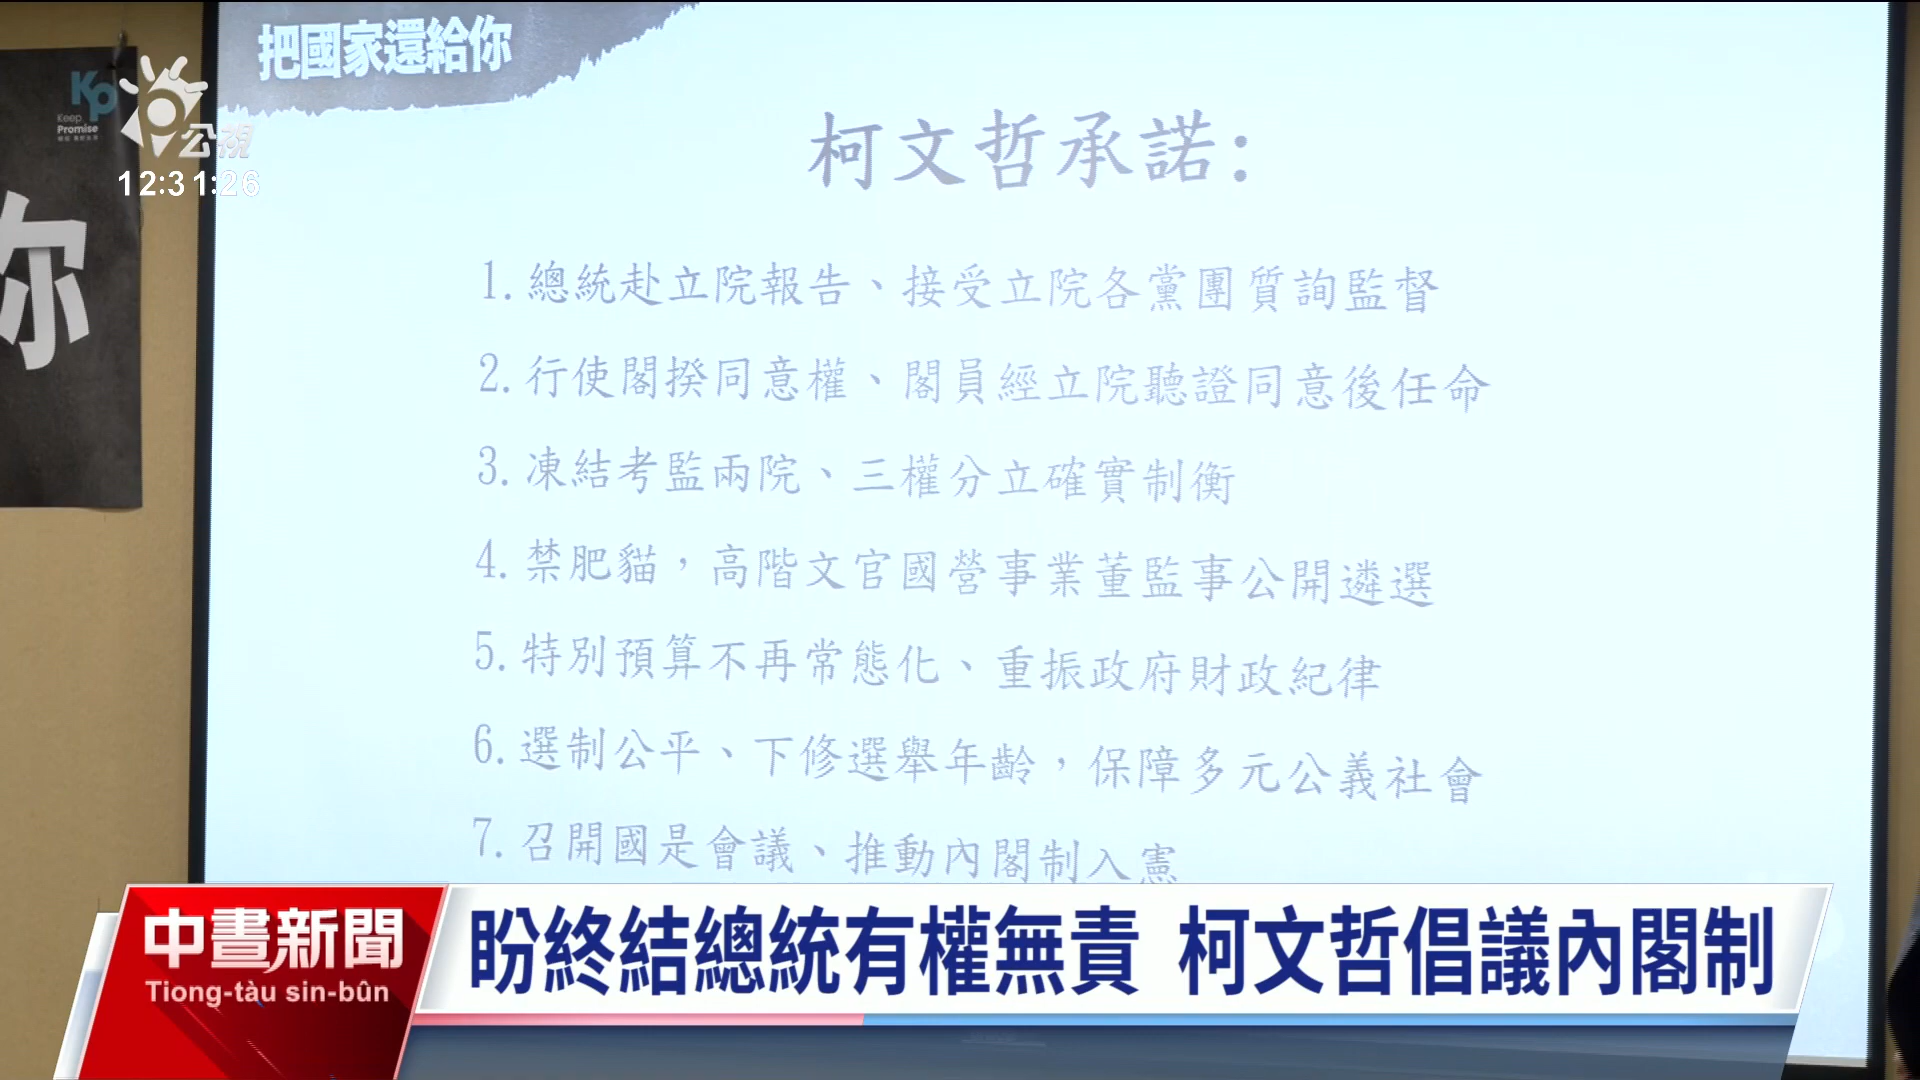 把國家還給你
Kp
Keep
Promise
公視
12:31:26
你
柯文哲承諾:
1.總統赴立院報告、接受立院各黨團質詢監督
2.行使閣揆同意權、閣員經立院聽證同意後任命
3.凍結考監兩院、三權分立確實制衡
4.禁肥貓，高階文官國營事業董監事公開遴選
5.特別預算不再常態化、重振政府財政紀律
6.選制公平、下修選舉年齡，保障多元公義社會
7.召開國是會議、推動內閣制入憲
中晝新聞
Tiong-tàu sin-bûn
盼終結總統有權無責 柯文哲倡議內閣制